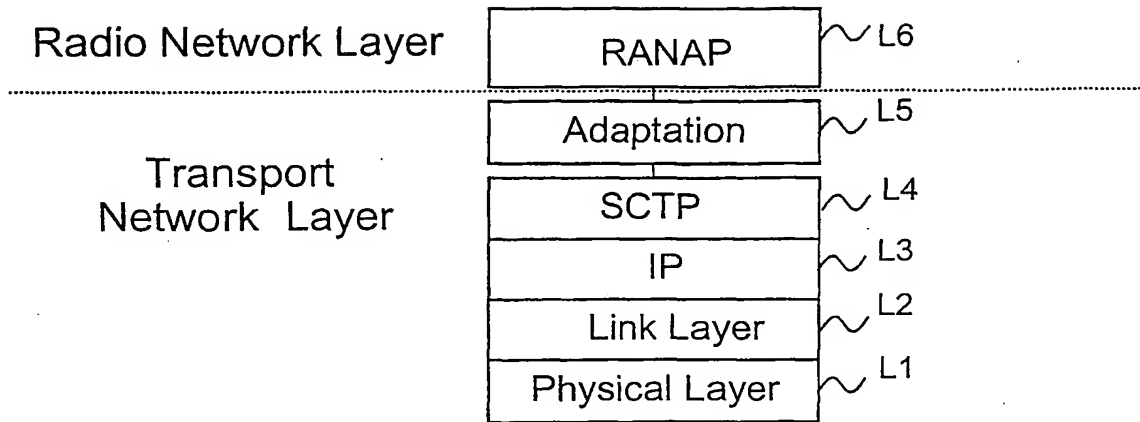 Radio Network Layer
RANAP
L6
Adaptation
L5
Transport
Network Layer
SCTP
L4
IP
L3
Link Layer
L2
Physical Layer
L1